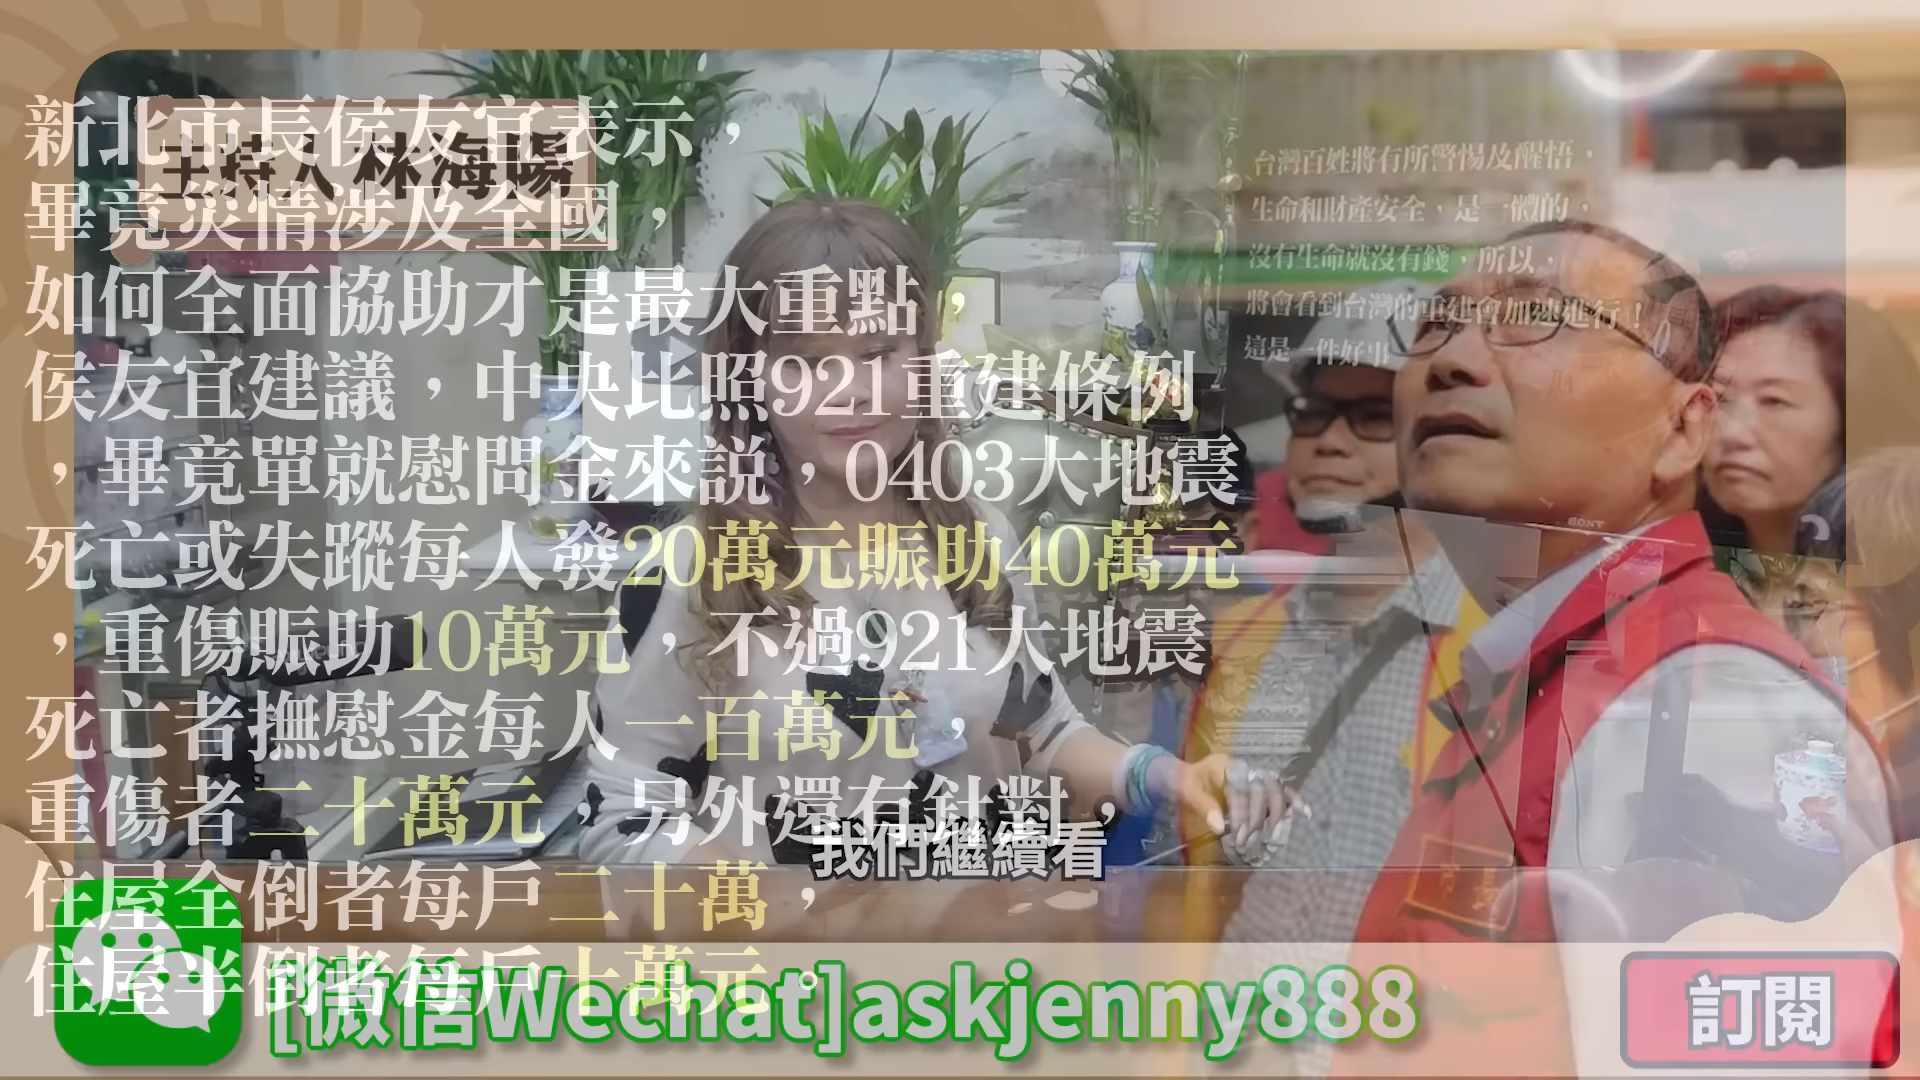 新北市長侯友宜表示，
主持人 林海陽
畢竟災情涉及全國，
如何全面協助才是最大重點，
侯友宜建議，中央比照921重建條例
，畢竟單就慰問金來說，0403大地震
死亡或失蹤每人發20萬元賑助40萬元
，重傷賑助10萬元，不過921大地震
死亡者撫慰金每人一百萬元，
重傷者二十萬元，另外還有針對，
住屋全倒者每戶二十萬，
住屋半倒者每戶十萬元。
台灣百姓將有所警惕及醒悟，
生命和財產安全，是一體的，
沒有生命就沒有錢，所以，
將會看到台灣的重建會加速進行！
這是一件好事
SONY
市長
我們繼續看
[微信Wechat]askjenny888
訂閱